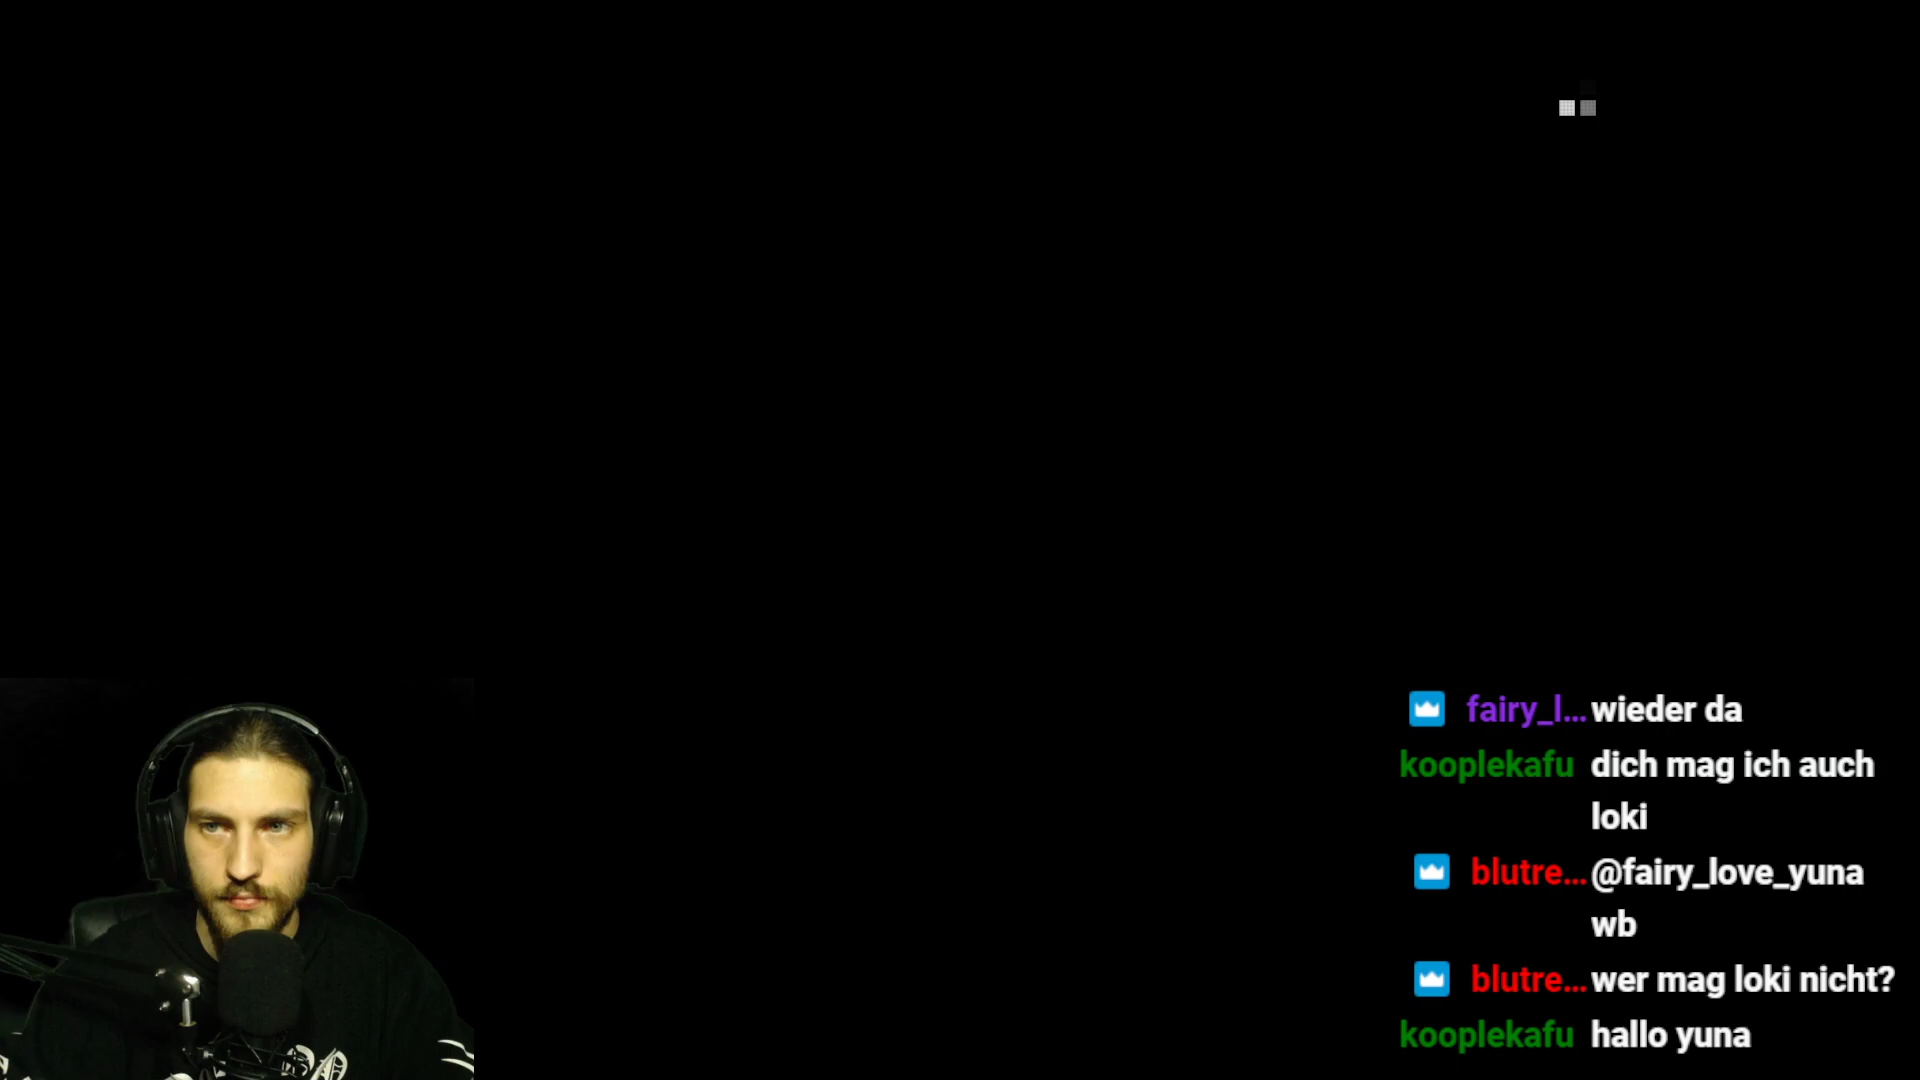 fairy_l... wieder da
kooplekafu dich mag ich auch
loki
blutre... @fairy_love_yuna
wb
blutre... wer mag loki nicht?
kooplekafu hallo yuna